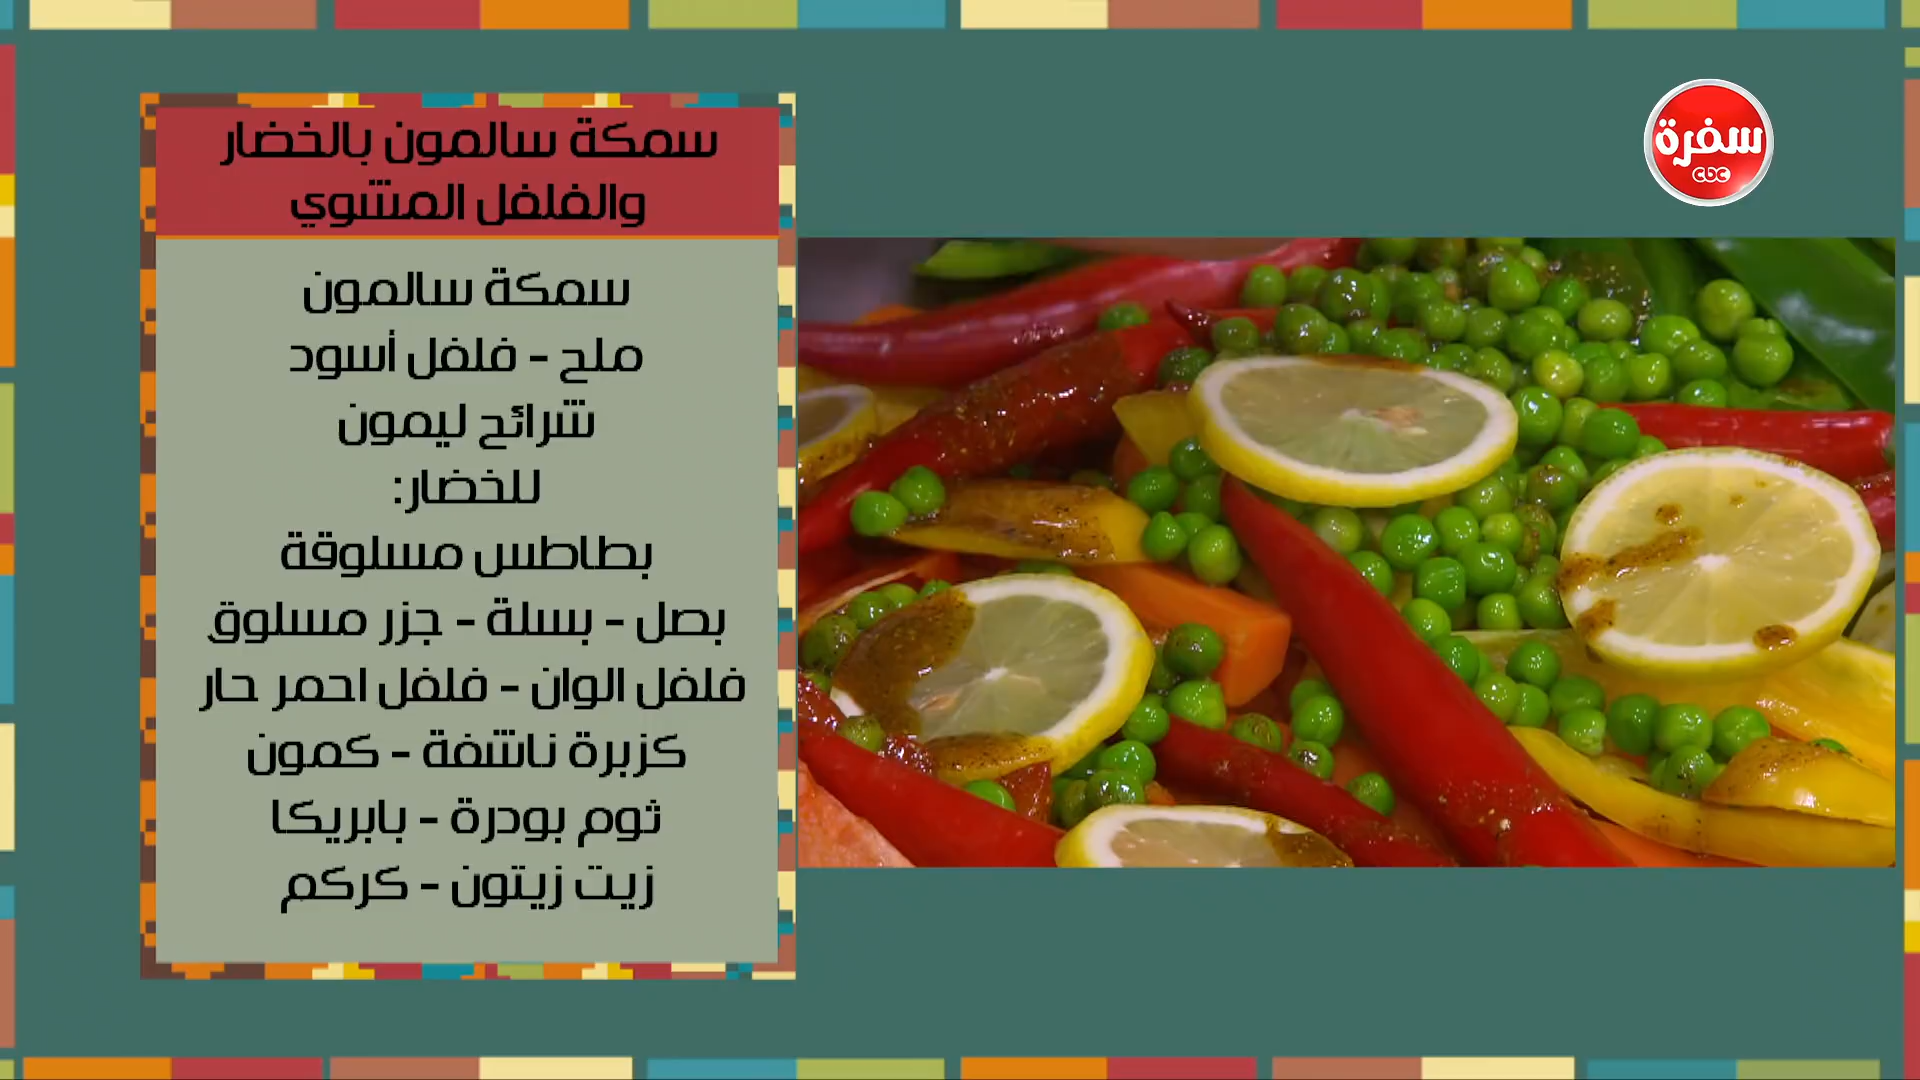 سمكة سالمون بالخضار
والفلفل المشوي
سمكة سالمون
ملح - فلفل أسود
شرائح ليمون
للخضار:
بطاطس مسلوقة
بصل - بسلة - جزر مسلوق
فلفل الوان - فلفل احمر حار
كزبرة ناشفة - كمون
ثوم بودرة - بابريكا
زيت زيتون - كركم
سفرة
cbc